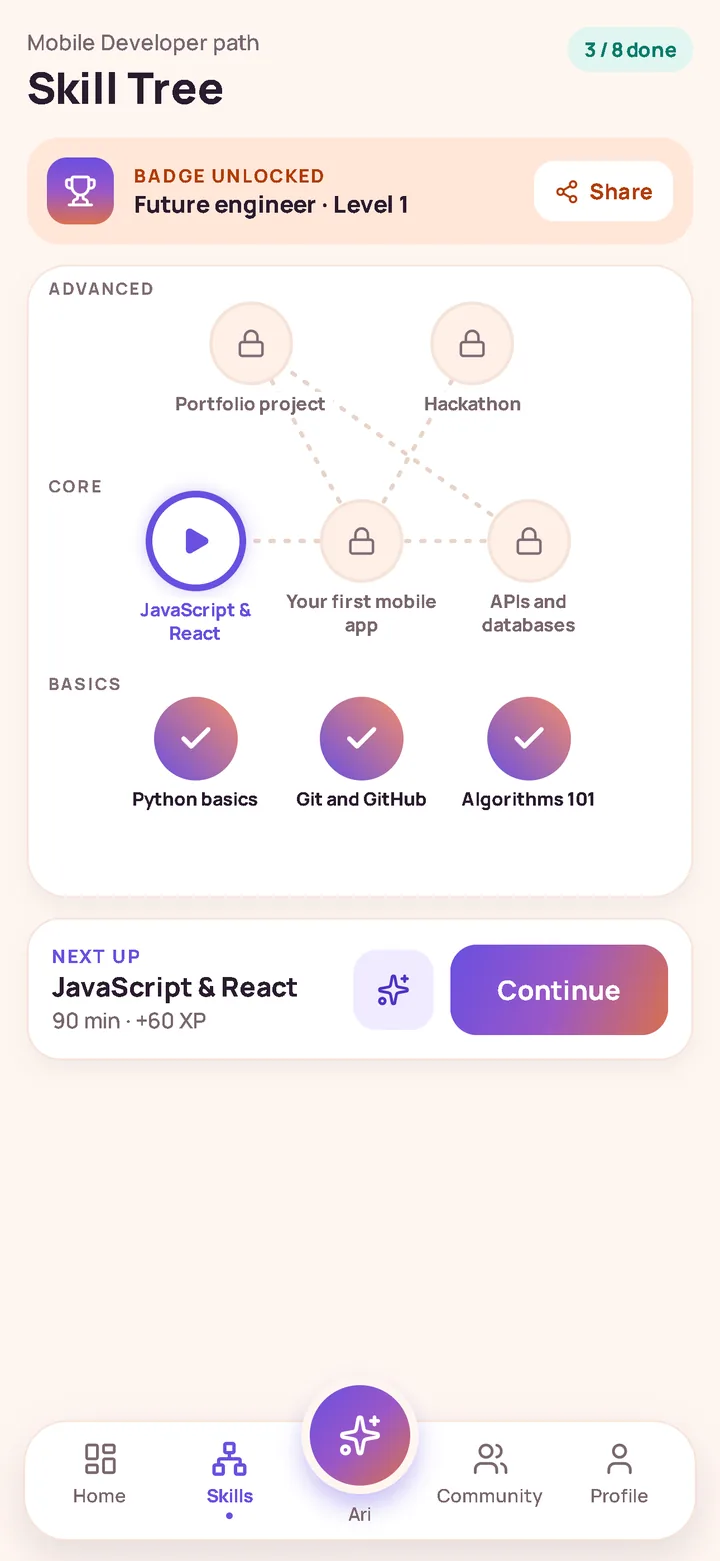 Mobile Developer path
3 / 8 done
Skill Tree
BADGE UNLOCKED
Future engineer · Level 1
Share
ADVANCED
Portfolio project
Hackathon
CORE
JavaScript &
React
Your first mobile
app
APIs and
databases
BASICS
Python basics
Git and GitHub
Algorithms 101
NEXT UP
JavaScript & React
90 min · +60 XP
Continue
Home
Skills
Ari
Community
Profile